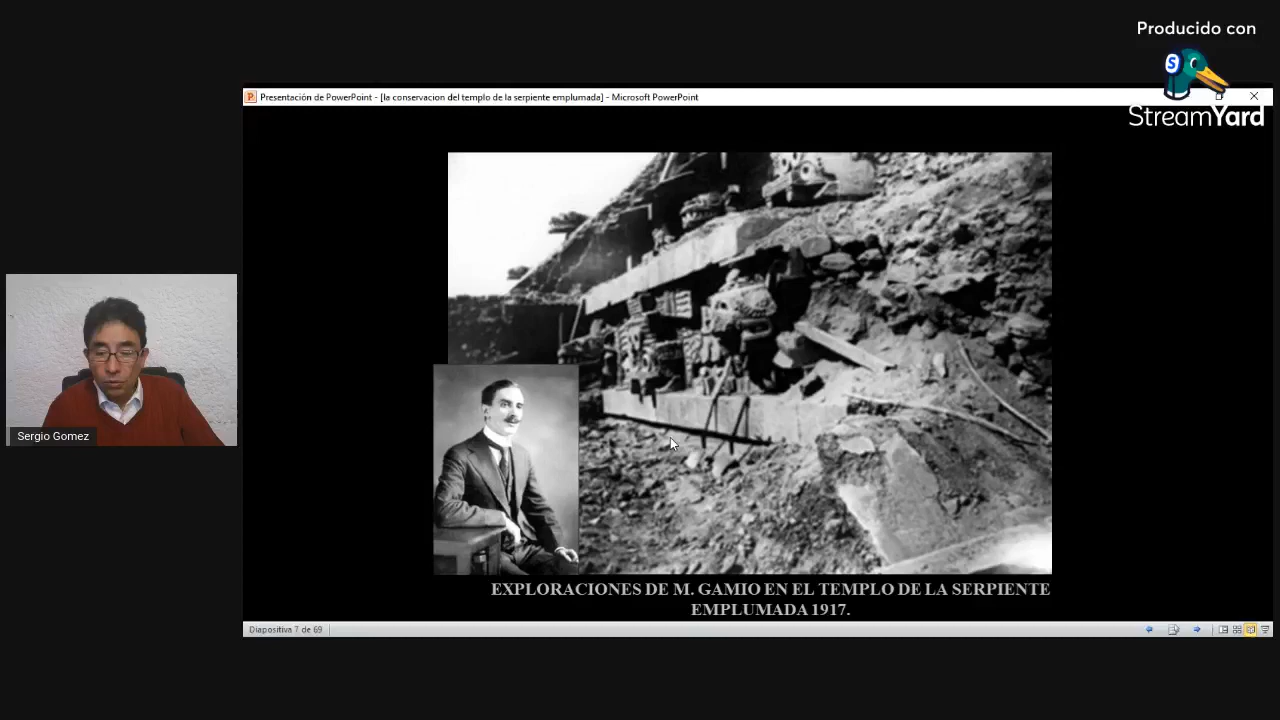 Producido con
StreamYard
Presentación de PowerPoint - [la conservacion del templo de la serpiente emplumada] - Microsoft PowerPoint
Sergio Gomez
EXPLORACIONES DE M. GAMIO EN EL TEMPLO DE LA SERPIENTE
EMPLUMADA 1917.
Diapositiva 7 de 69